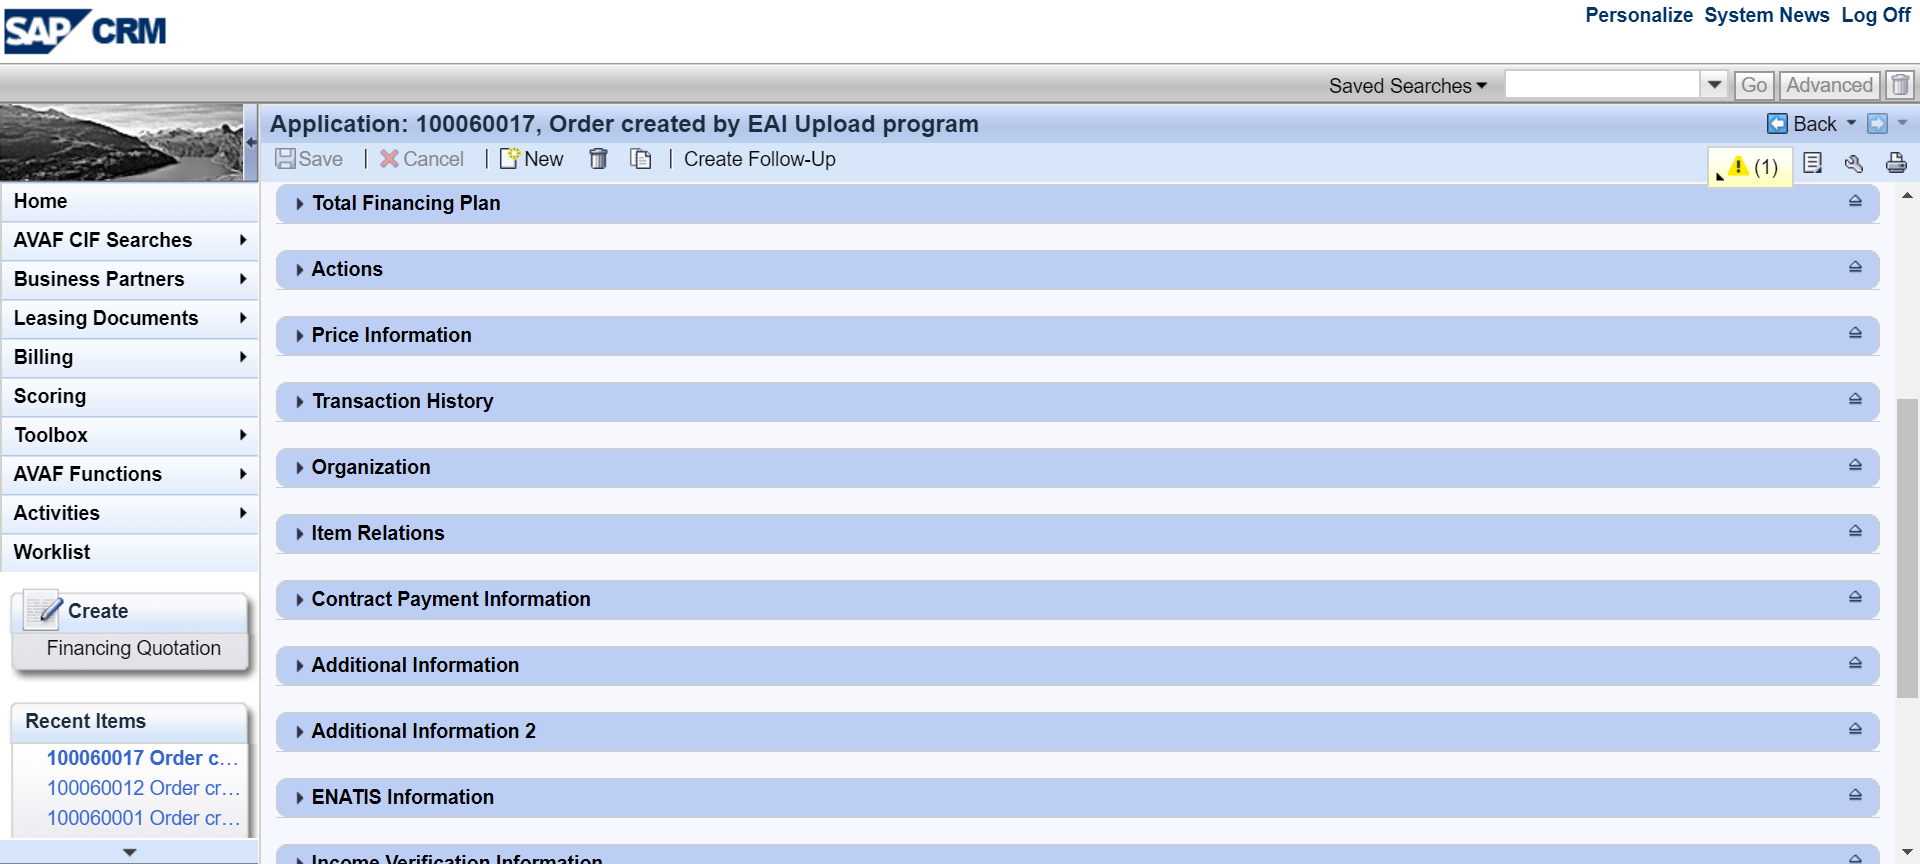 SAP CRM
Personalize System News Log Off
Saved Searches Go Advanced
Application: 100060017, Order created by EAI Upload program
Back
Save | Cancel | New | Create Follow-Up
(1)
Home
AVAF CIF Searches
Business Partners
Leasing Documents
Billing
Scoring
Toolbox
AVAF Functions
Activities
Worklist
Create
Financing Quotation
Recent Items
100060017 Order c...
100060012 Order cr...
100060001 Order cr...
Total Financing Plan
Actions
Price Information
Transaction History
Organization
Item Relations
Contract Payment Information
Additional Information
Additional Information 2
ENATIS Information
Income Verification Information